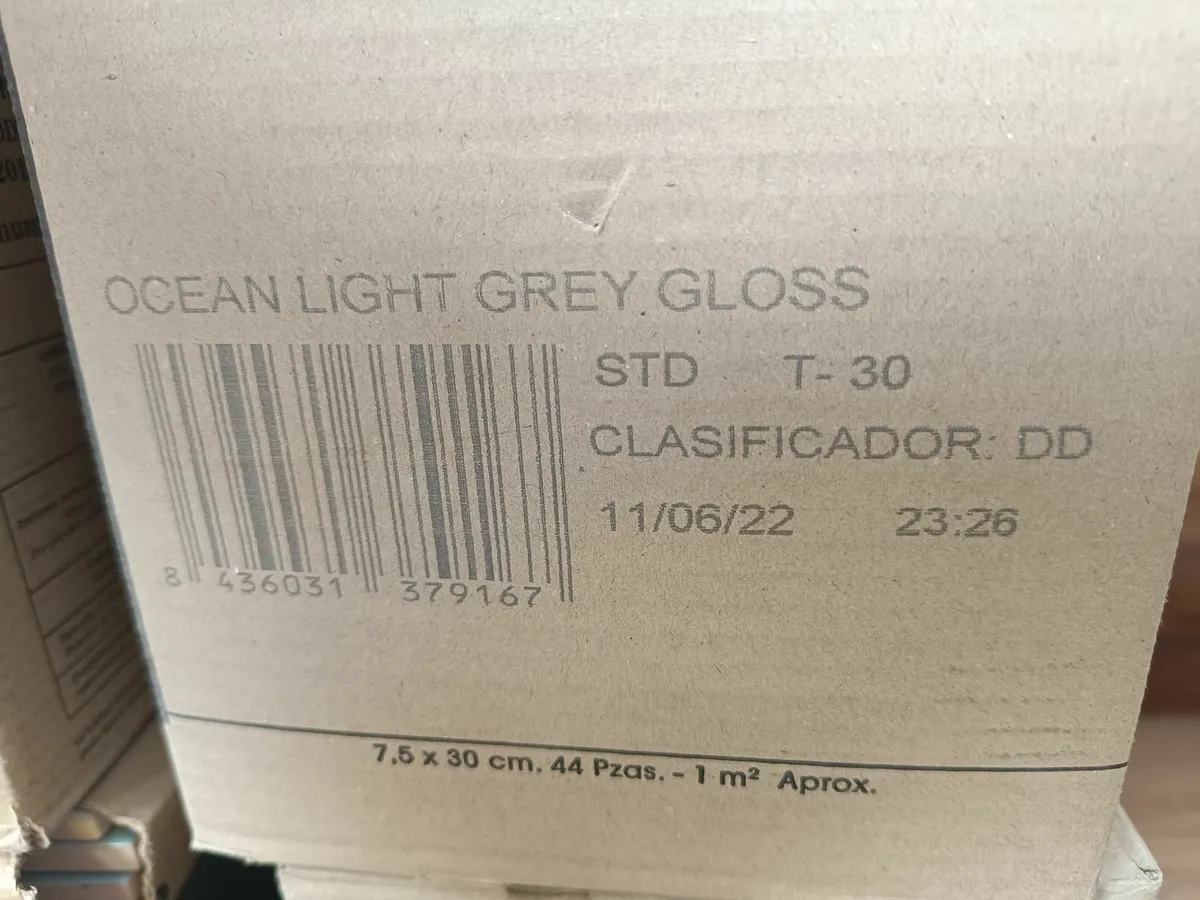 OCEAN LIGHT GREY GLOSS
STD T- 30
CLASIFICADOR: DD
11/06/22 23:26
8 436031 379167
7,5 x 30 cm. 44 Pzas. - 1 m² Aprox.